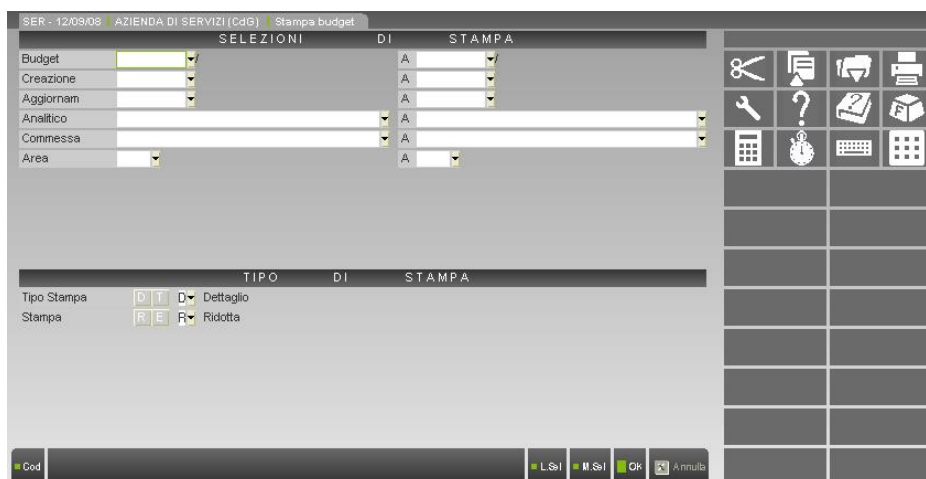 SER - 12/09/08 AZIENDA DI SERVIZI (CdG) Stampa budget
SELEZIONI DI STAMPA
Budget / A /
Creazione A
Aggiornam A
Analitico A
Commessa A
Area A
TIPO DI STAMPA
Tipo Stampa D T D Dettaglio
Stampa R E R Ridotta
Cod L.Sel M.Sel Ok Annulla